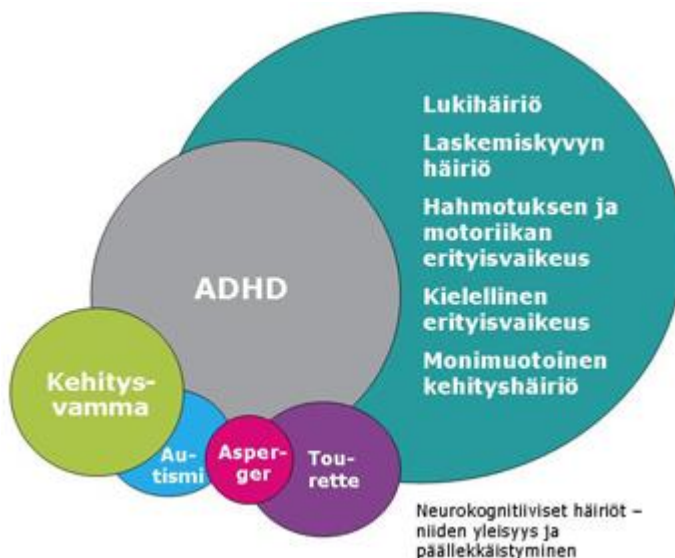 Lukihäiriö
Laskemiskyvyn
häiriö
Hahmotuksen ja
motoriikan
erityisvaikeus
Kielellinen
erityisvaikeus
Monimuotoinen
kehityshäiriö
ADHD
Kehitys-
vamma
Au-
tismi
Asper-
ger
Tou-
rette
Neurokognitiiviset häiriöt –
niiden yleisyys ja
päällekkäistyminen